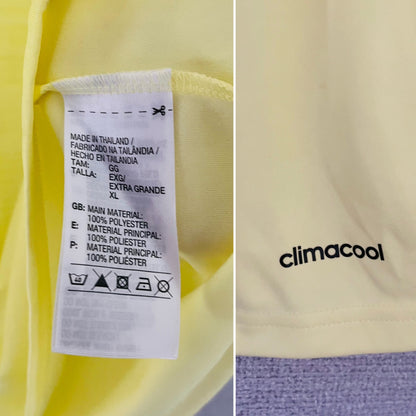 MADE IN THAILAND /
FABRICADO NA TAILÂNDIA /
HECHO EN TAILANDIA
TAM: GG
TALLA: EXG/
EXTRA GRANDE
XL
GB: MAIN MATERIAL:
100% POLYESTER
E: MATERIAL PRINCIPAL:
100% POLIÉSTER
P: MATERIAL PRINCIPAL:
100% POLIÉSTER
climacool